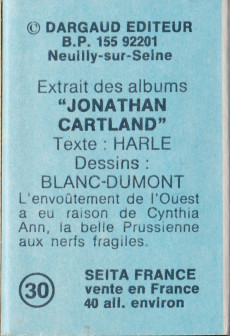 © DARGAUD EDITEUR
B.P. 155 92201
Neuilly-sur-Seine
Extrait des albums
"JONATHAN
CARTLAND"
Texte : HARLE
Dessins :
BLANC-DUMONT
L'envoûtement de l'Ouest
a eu raison de Cynthia
Ann, la belle Prussienne
aux nerfs fragiles.
30
SEITA FRANCE
vente en France
40 all. environ